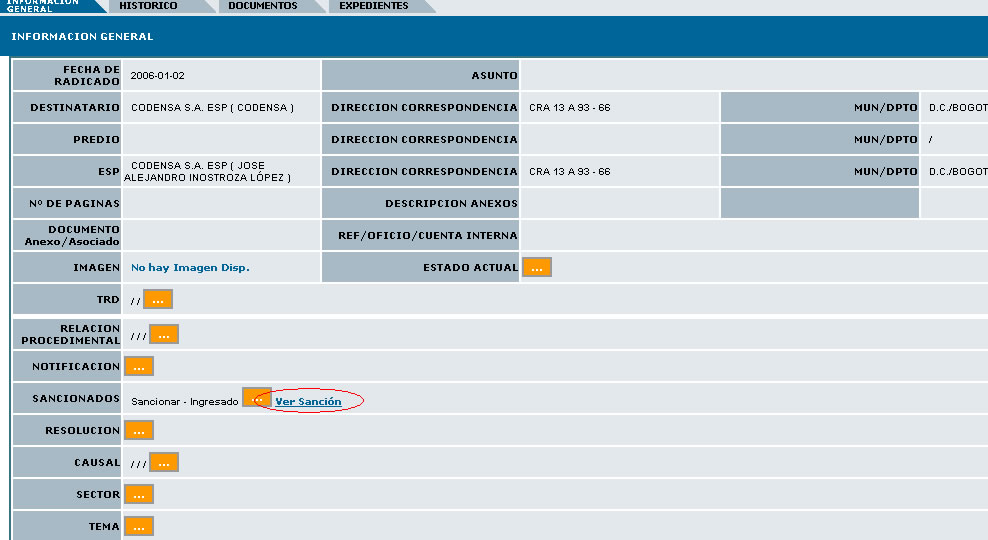 INFORMACION
GENERAL
HISTORICO
DOCUMENTOS
EXPEDIENTES
INFORMACION GENERAL
FECHA DE
RADICADO
2006-01-02
ASUNTO
DESTINATARIO
CODENSA S.A. ESP ( CODENSA )
DIRECCION CORRESPONDENCIA
CRA 13 A 93 - 66
MUN/DPTO
D.C./BOGOT
PREDIO
DIRECCION CORRESPONDENCIA
MUN/DPTO
/
ESP
CODENSA S.A. ESP ( JOSE
ALEJANDRO INOSTROZA LÓPEZ )
DIRECCION CORRESPONDENCIA
CRA 13 A 93 - 66
MUN/DPTO
D.C./BOGOT
Nº DE PAGINAS
DESCRIPCION ANEXOS
DOCUMENTO
Anexo/Asociado
REF/OFICIO/CUENTA INTERNA
IMAGEN
No hay Imagen Disp.
ESTADO ACTUAL
...
TRD
/ / ...
RELACION
PROCEDIMENTAL
/ / / ...
NOTIFICACION
...
SANCIONADOS
Sancionar - Ingresado ... Ver Sanción
RESOLUCION
...
CAUSAL
/ / / ...
SECTOR
...
TEMA
...